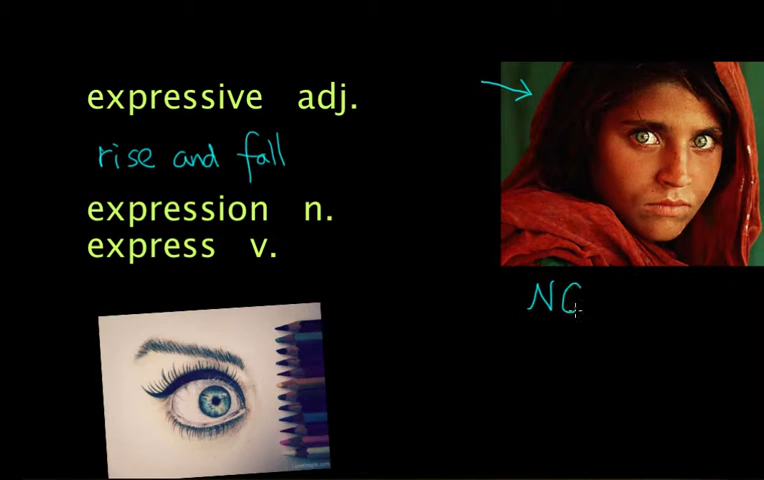 expressive adj.
rise and fall
expression n.
express v.
NG